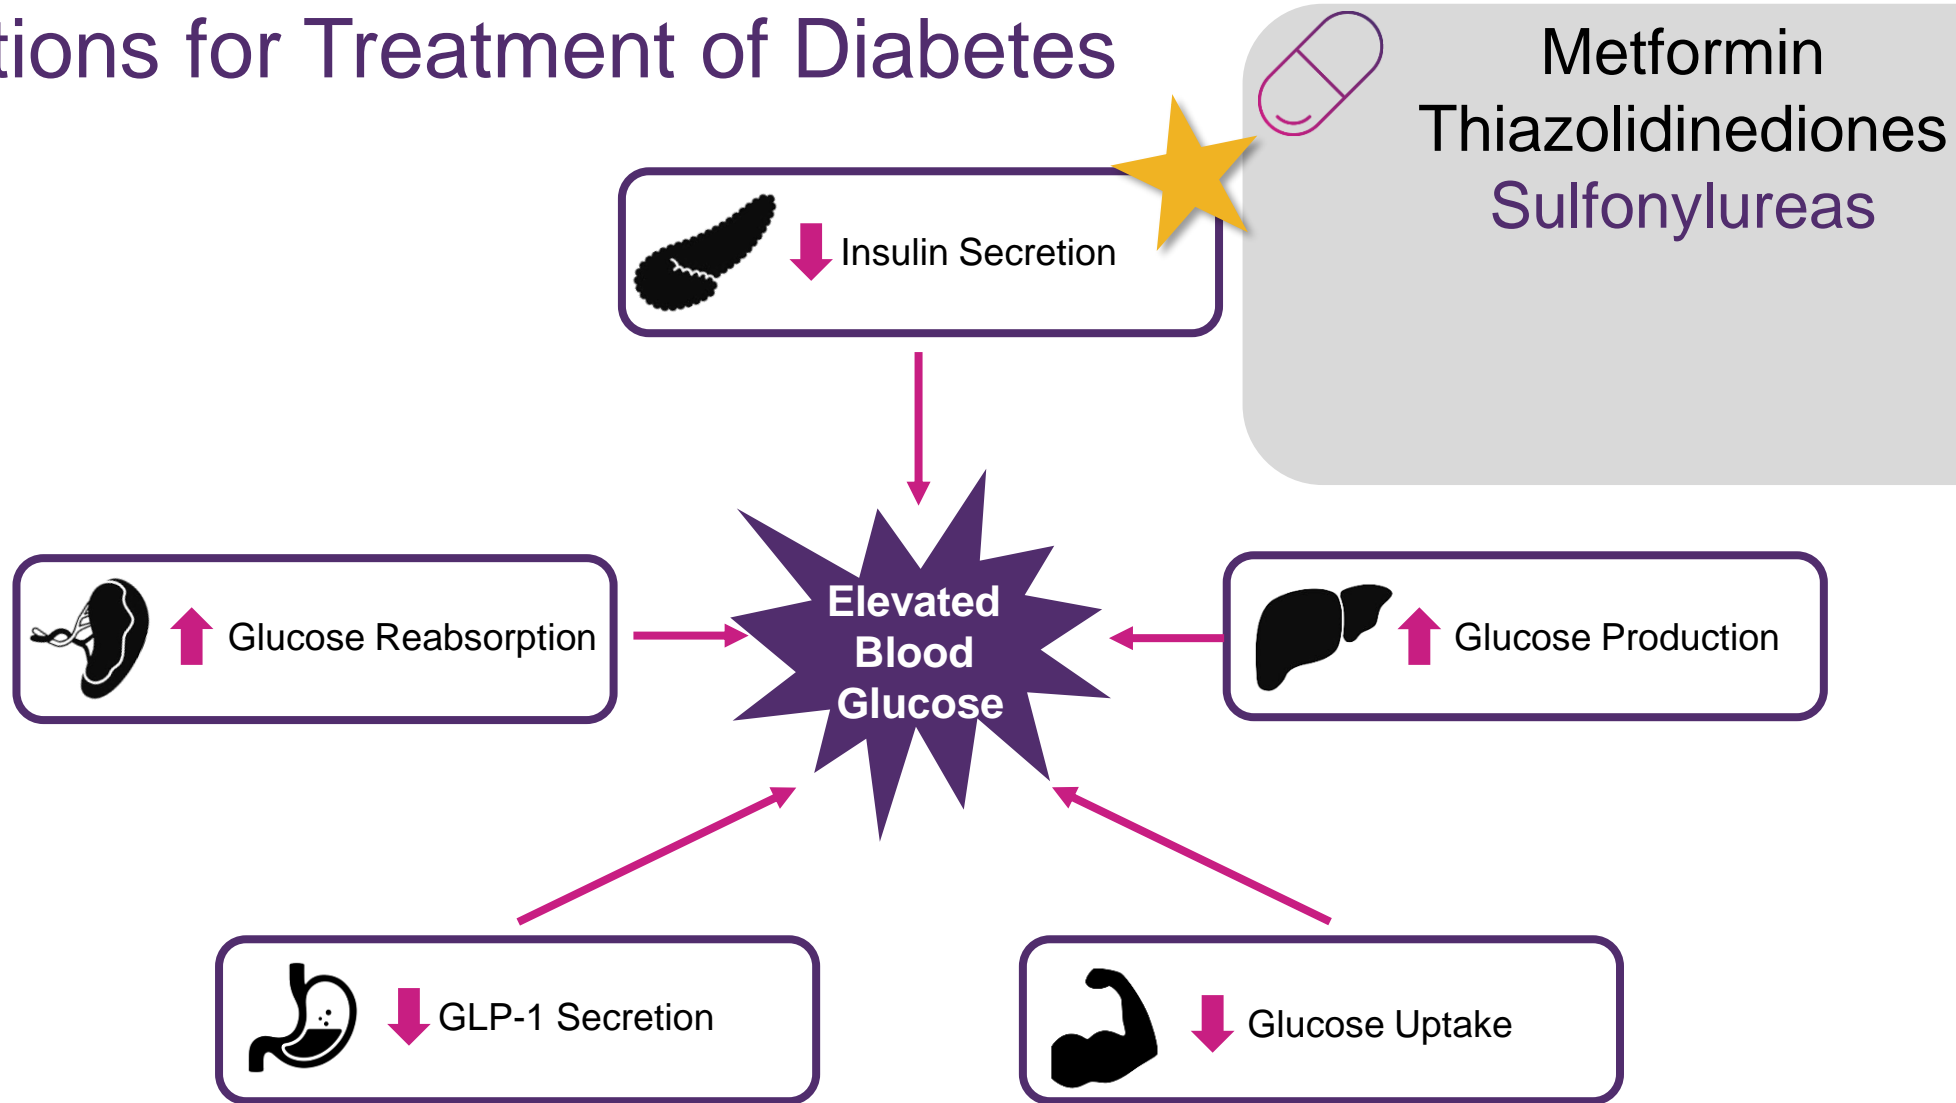 tions for Treatment of Diabetes
Metformin
Thiazolidinediones
Sulfonylureas
Insulin Secretion
Elevated
Blood
Glucose
Glucose Reabsorption
Glucose Production
GLP-1 Secretion
Glucose Uptake